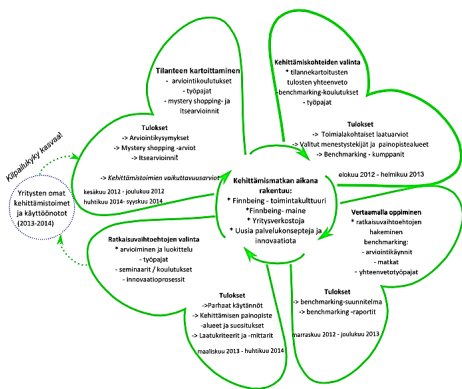 Tilanteen kartoittaminen
- arviointikoulutukset
- työpajat
- mystery shopping- ja
itsearvioinnit
Tulokset
-> Arviointikysymykset
-> Mystery shopping -arviot
-> Itsearvioinnit
-> Kehittämistoimien vaikuttavuusarviot
kesäkuu 2012 - joulukuu 2012
huhtikuu 2014- syyskuu 2014
Kehittämiskohteiden valinta
* tilannekartoitusten
tulosten yhteenveto
-benchmarking-koulutukset
- työpajat
Tulokset
-> Toimialakohtaiset laatuarviot
-> Valitut menestystekijät ja painopistealueet
-> Benchmarking - kumppanit
elokuu 2012 - helmikuu 2013
Kehittämismatkan aikana
rakentuu:
* Finnbeing - toimintakulttuuri
*Finnbeing- maine
* Yritysverkostoja
* Uusia palvelukonsepteja ja
innovaatiota
Vertaamalla oppiminen
* ratkaisuvaihtoehtojen
hakeminen
benchmarking:
- arviointikäynnit
- matkat
- yhteenvetotyöpajat
Tulokset
-> benchmarking-suunnitelma
-> benchmarking -raportit
marraskuu 2012 - joulukuu 2013
Ratkaisuvaihtoehtojen valinta
* arvioiminen ja luokittelu
- työpajat
- seminaarit / koulutukset
- innovaatioprosessit
Tulokset
->Parhaat käytännöt
-> Kehittämisen painopiste
-alueet ja suositukset
-> Laatukriteerit ja -mittarit
maaliskuu 2013 - huhtikuu 2014
Kilpailukyky kasvaa!
Yritysten omat
kehittämistoimet
ja käyttöönotot
(2013-2014)